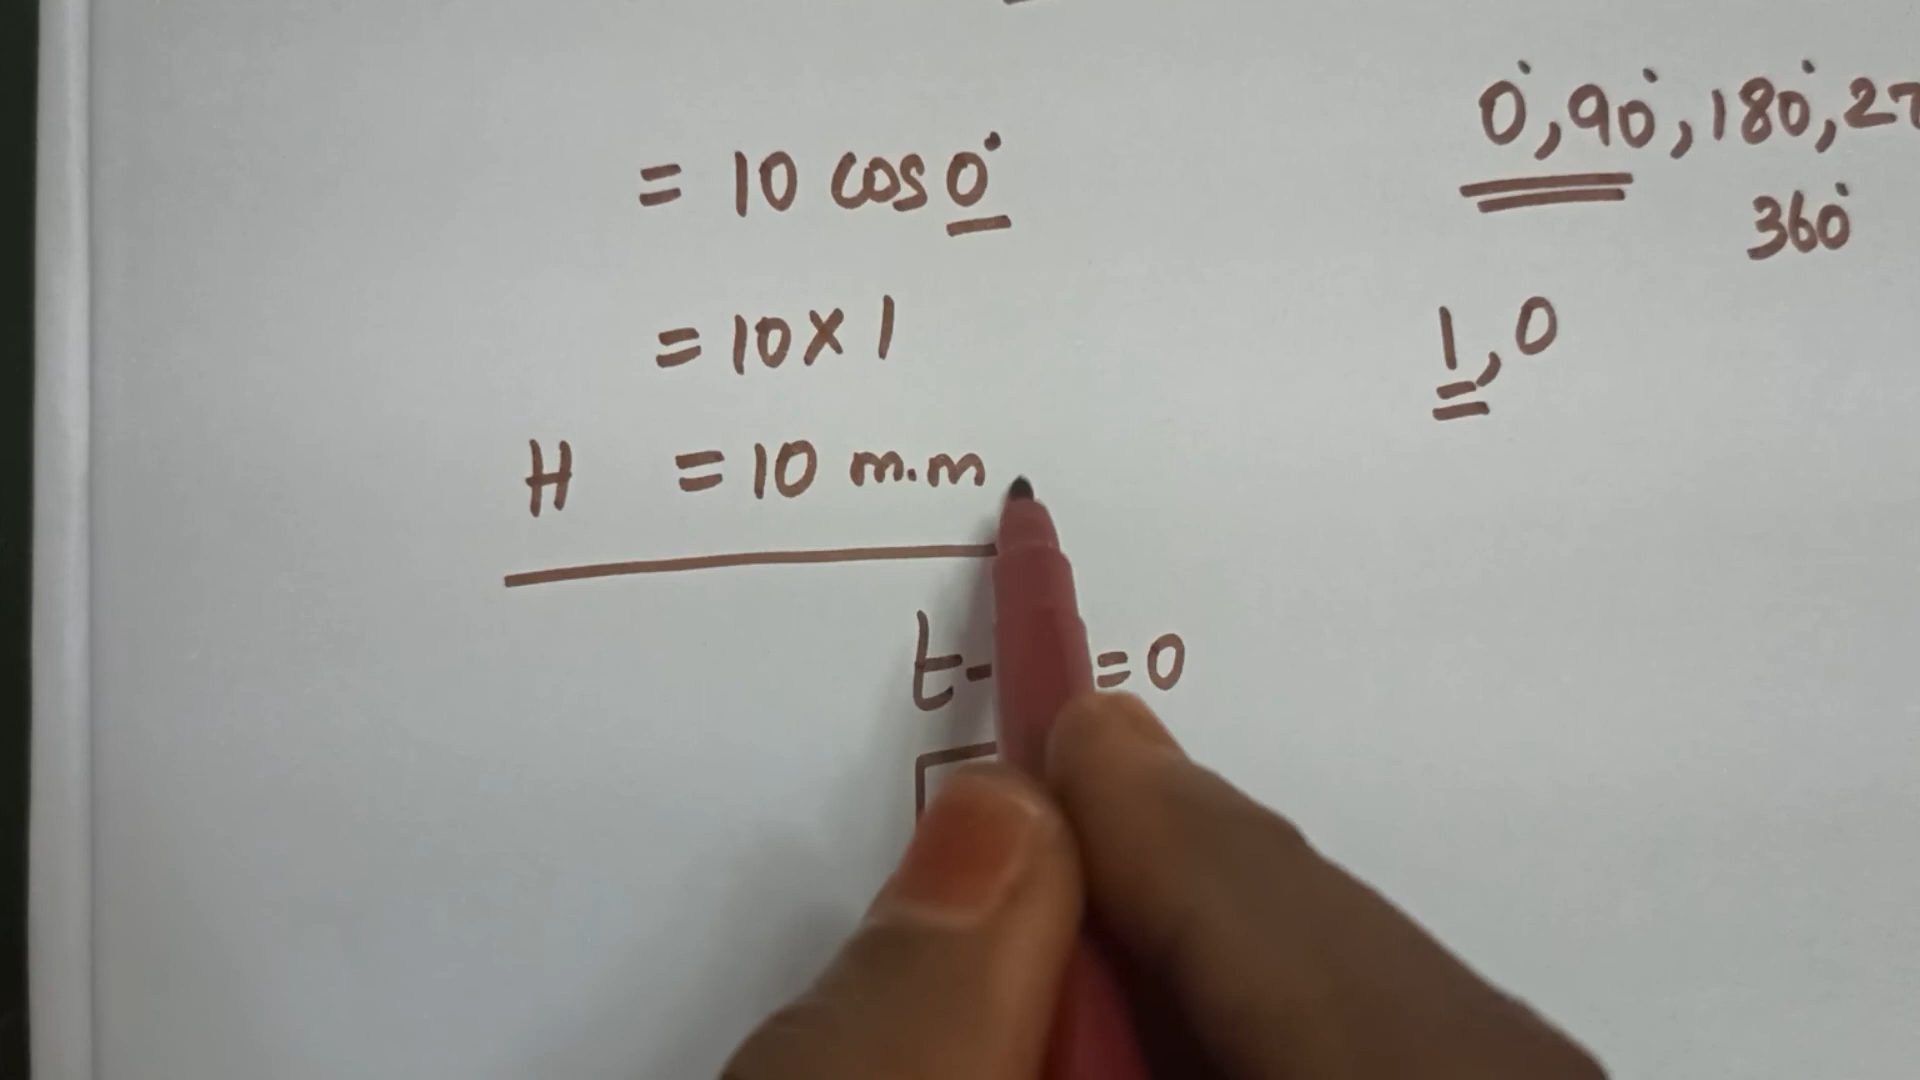 = 10 cos 0°
= 10 × 1
H = 10 m.m
t- =0
0°, 90°, 180°, 27
360°
1, 0